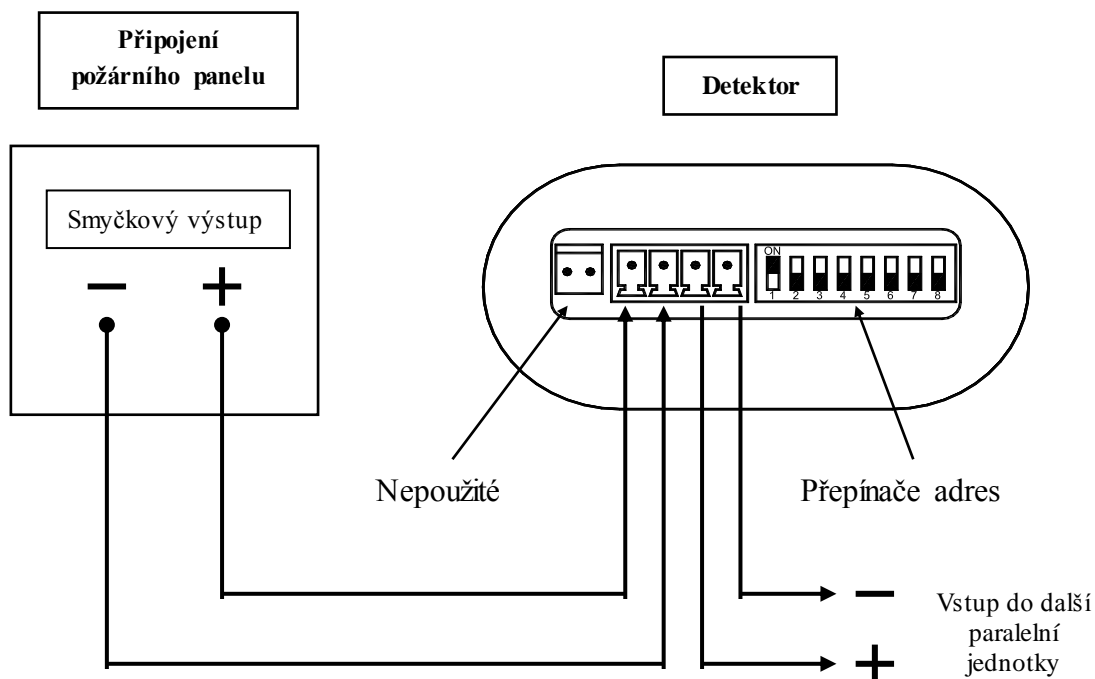 Připojení
požárního panelu
Detektor
Smyčkový výstup
− +
ON
1 2 3 4 5 6 7 8
Nepoužité
Přepínače adres
−
+
Vstup do další
paralelní
jednotky